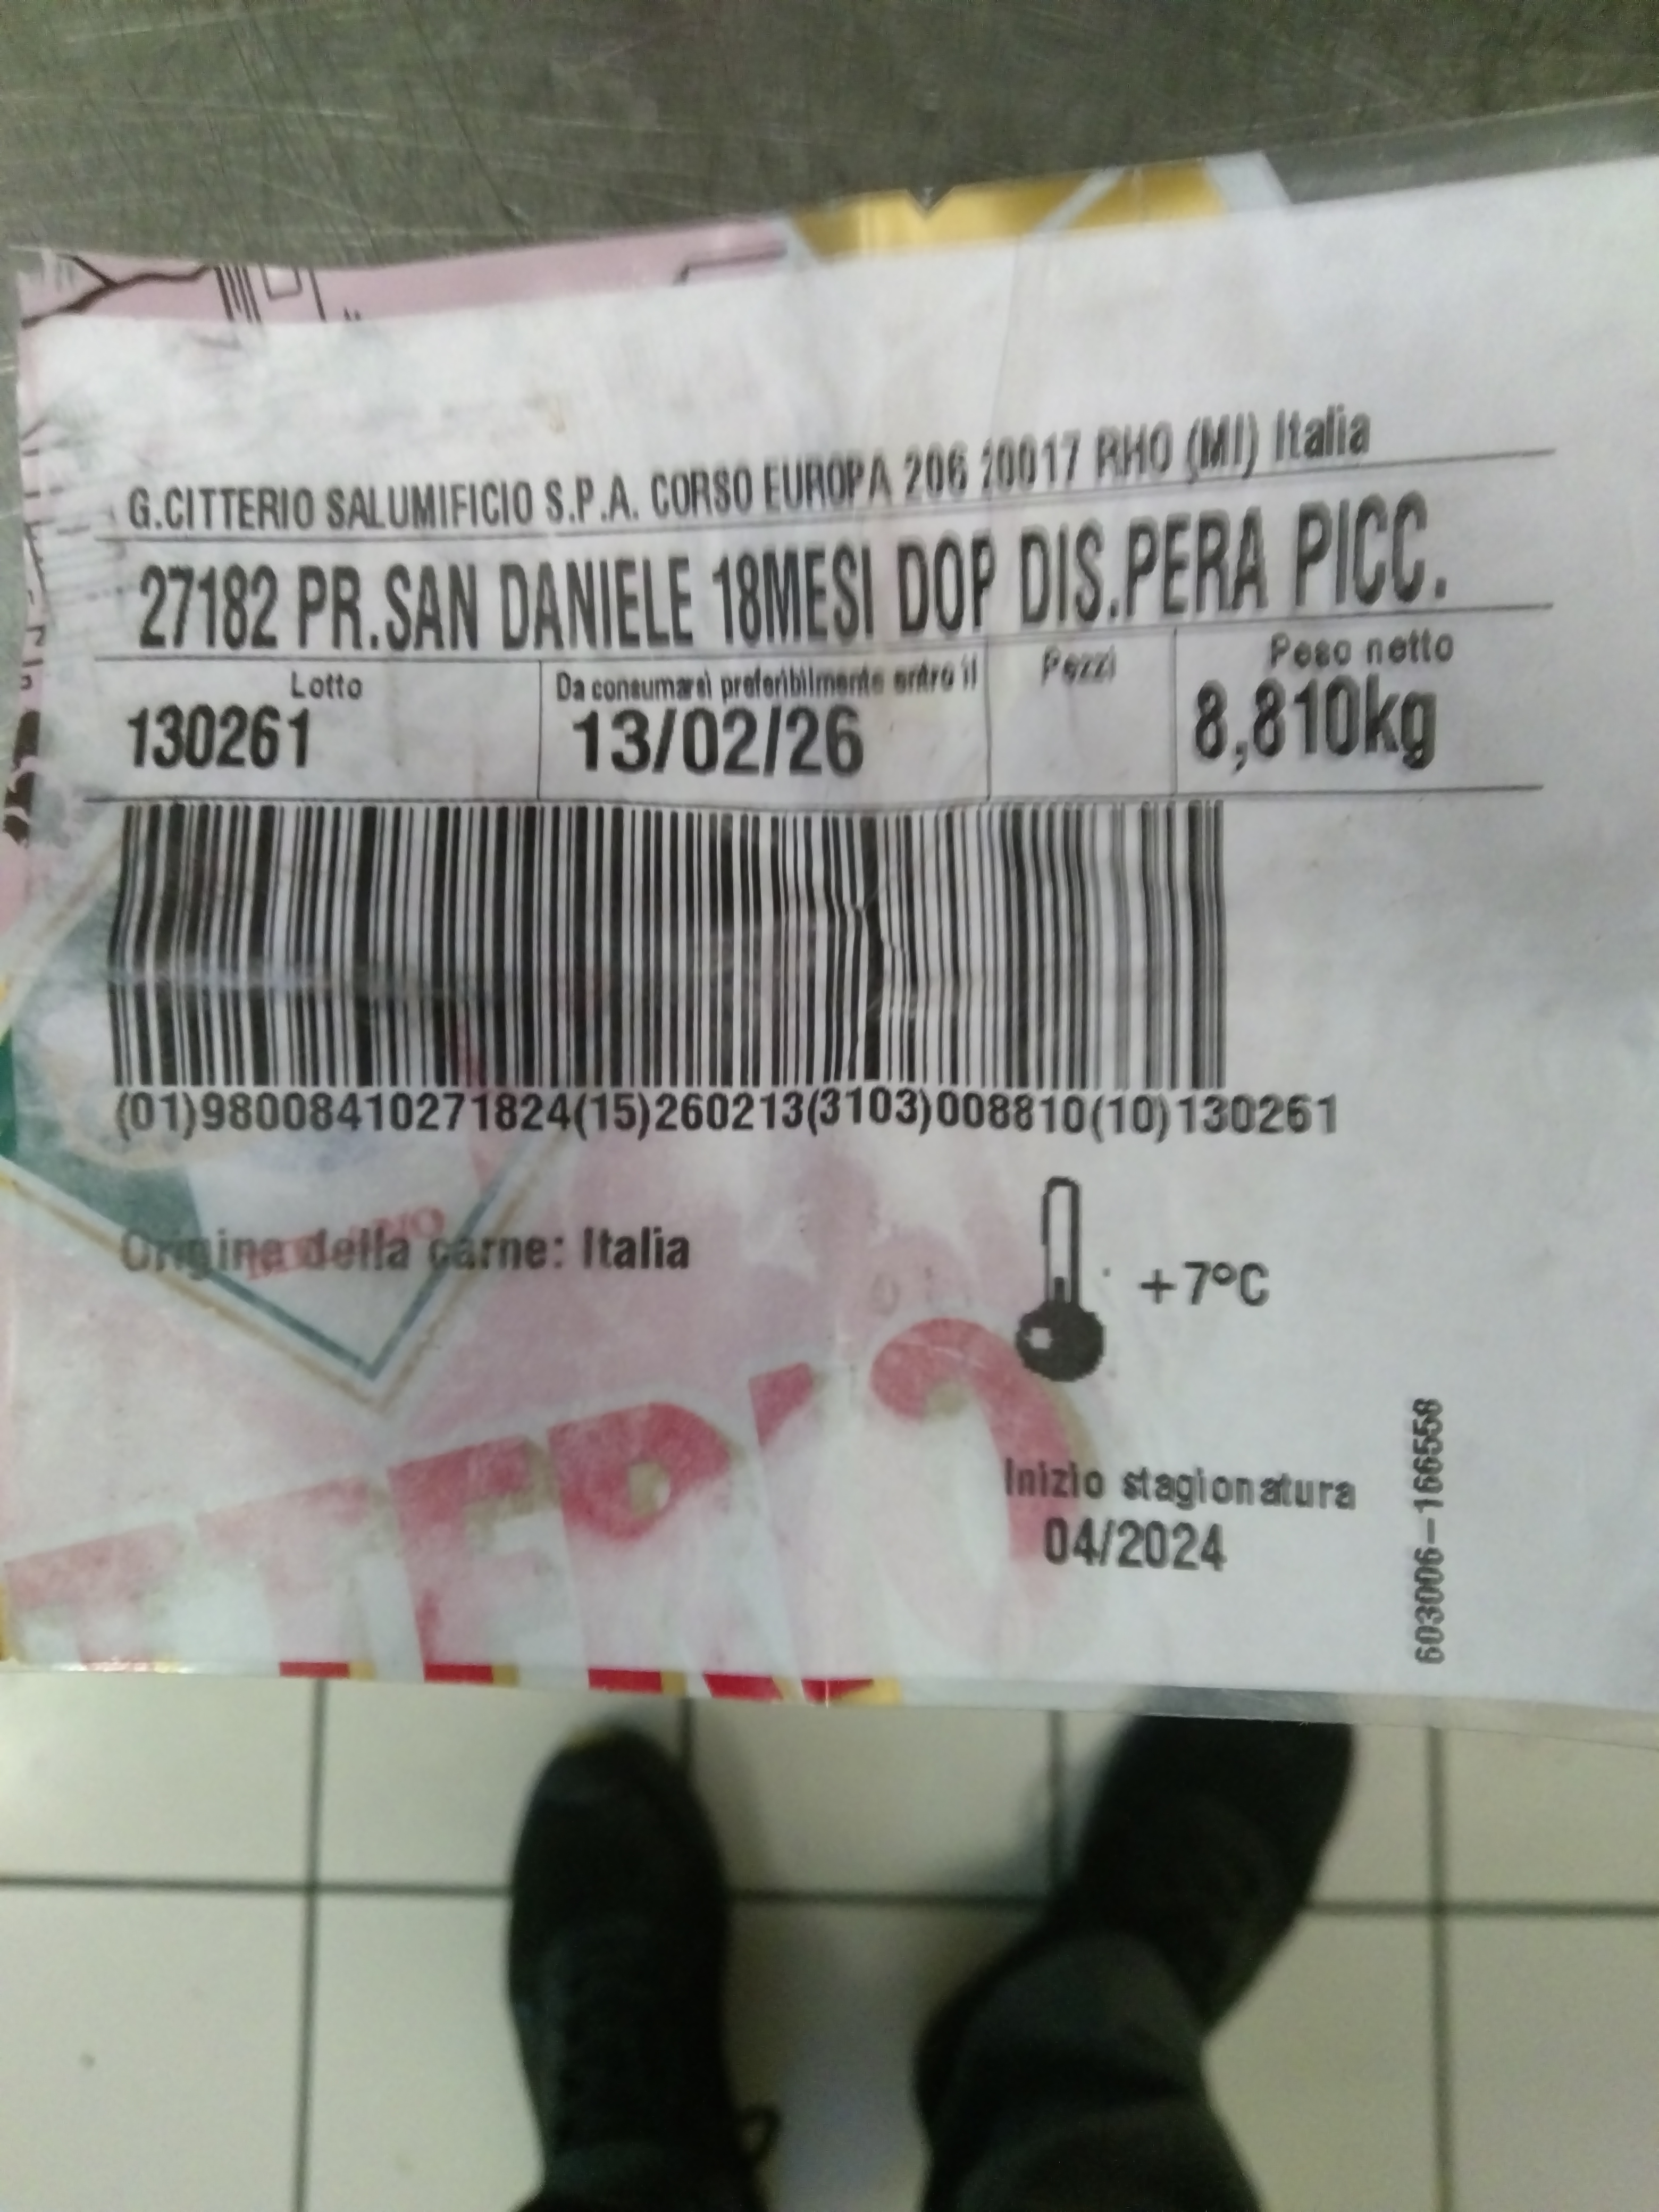 G.CITTERIO SALUMIFICIO S.P.A. CORSO EUROPA 206 20017 RHO (MI) Italia
27182 PR.SAN DANIELE 18MESI DOP DIS.PERA PICC.
Lotto
130261
Da consumarsi preferibilmente entro il
13/02/26
Pezzi
Peso netto
8,810kg
(01)98008410271824(15)260213(3103)008810(10)130261
Origine della carne: Italia
+7°C
TTERIO
Inizio stagionatura
04/2024
603006-166558